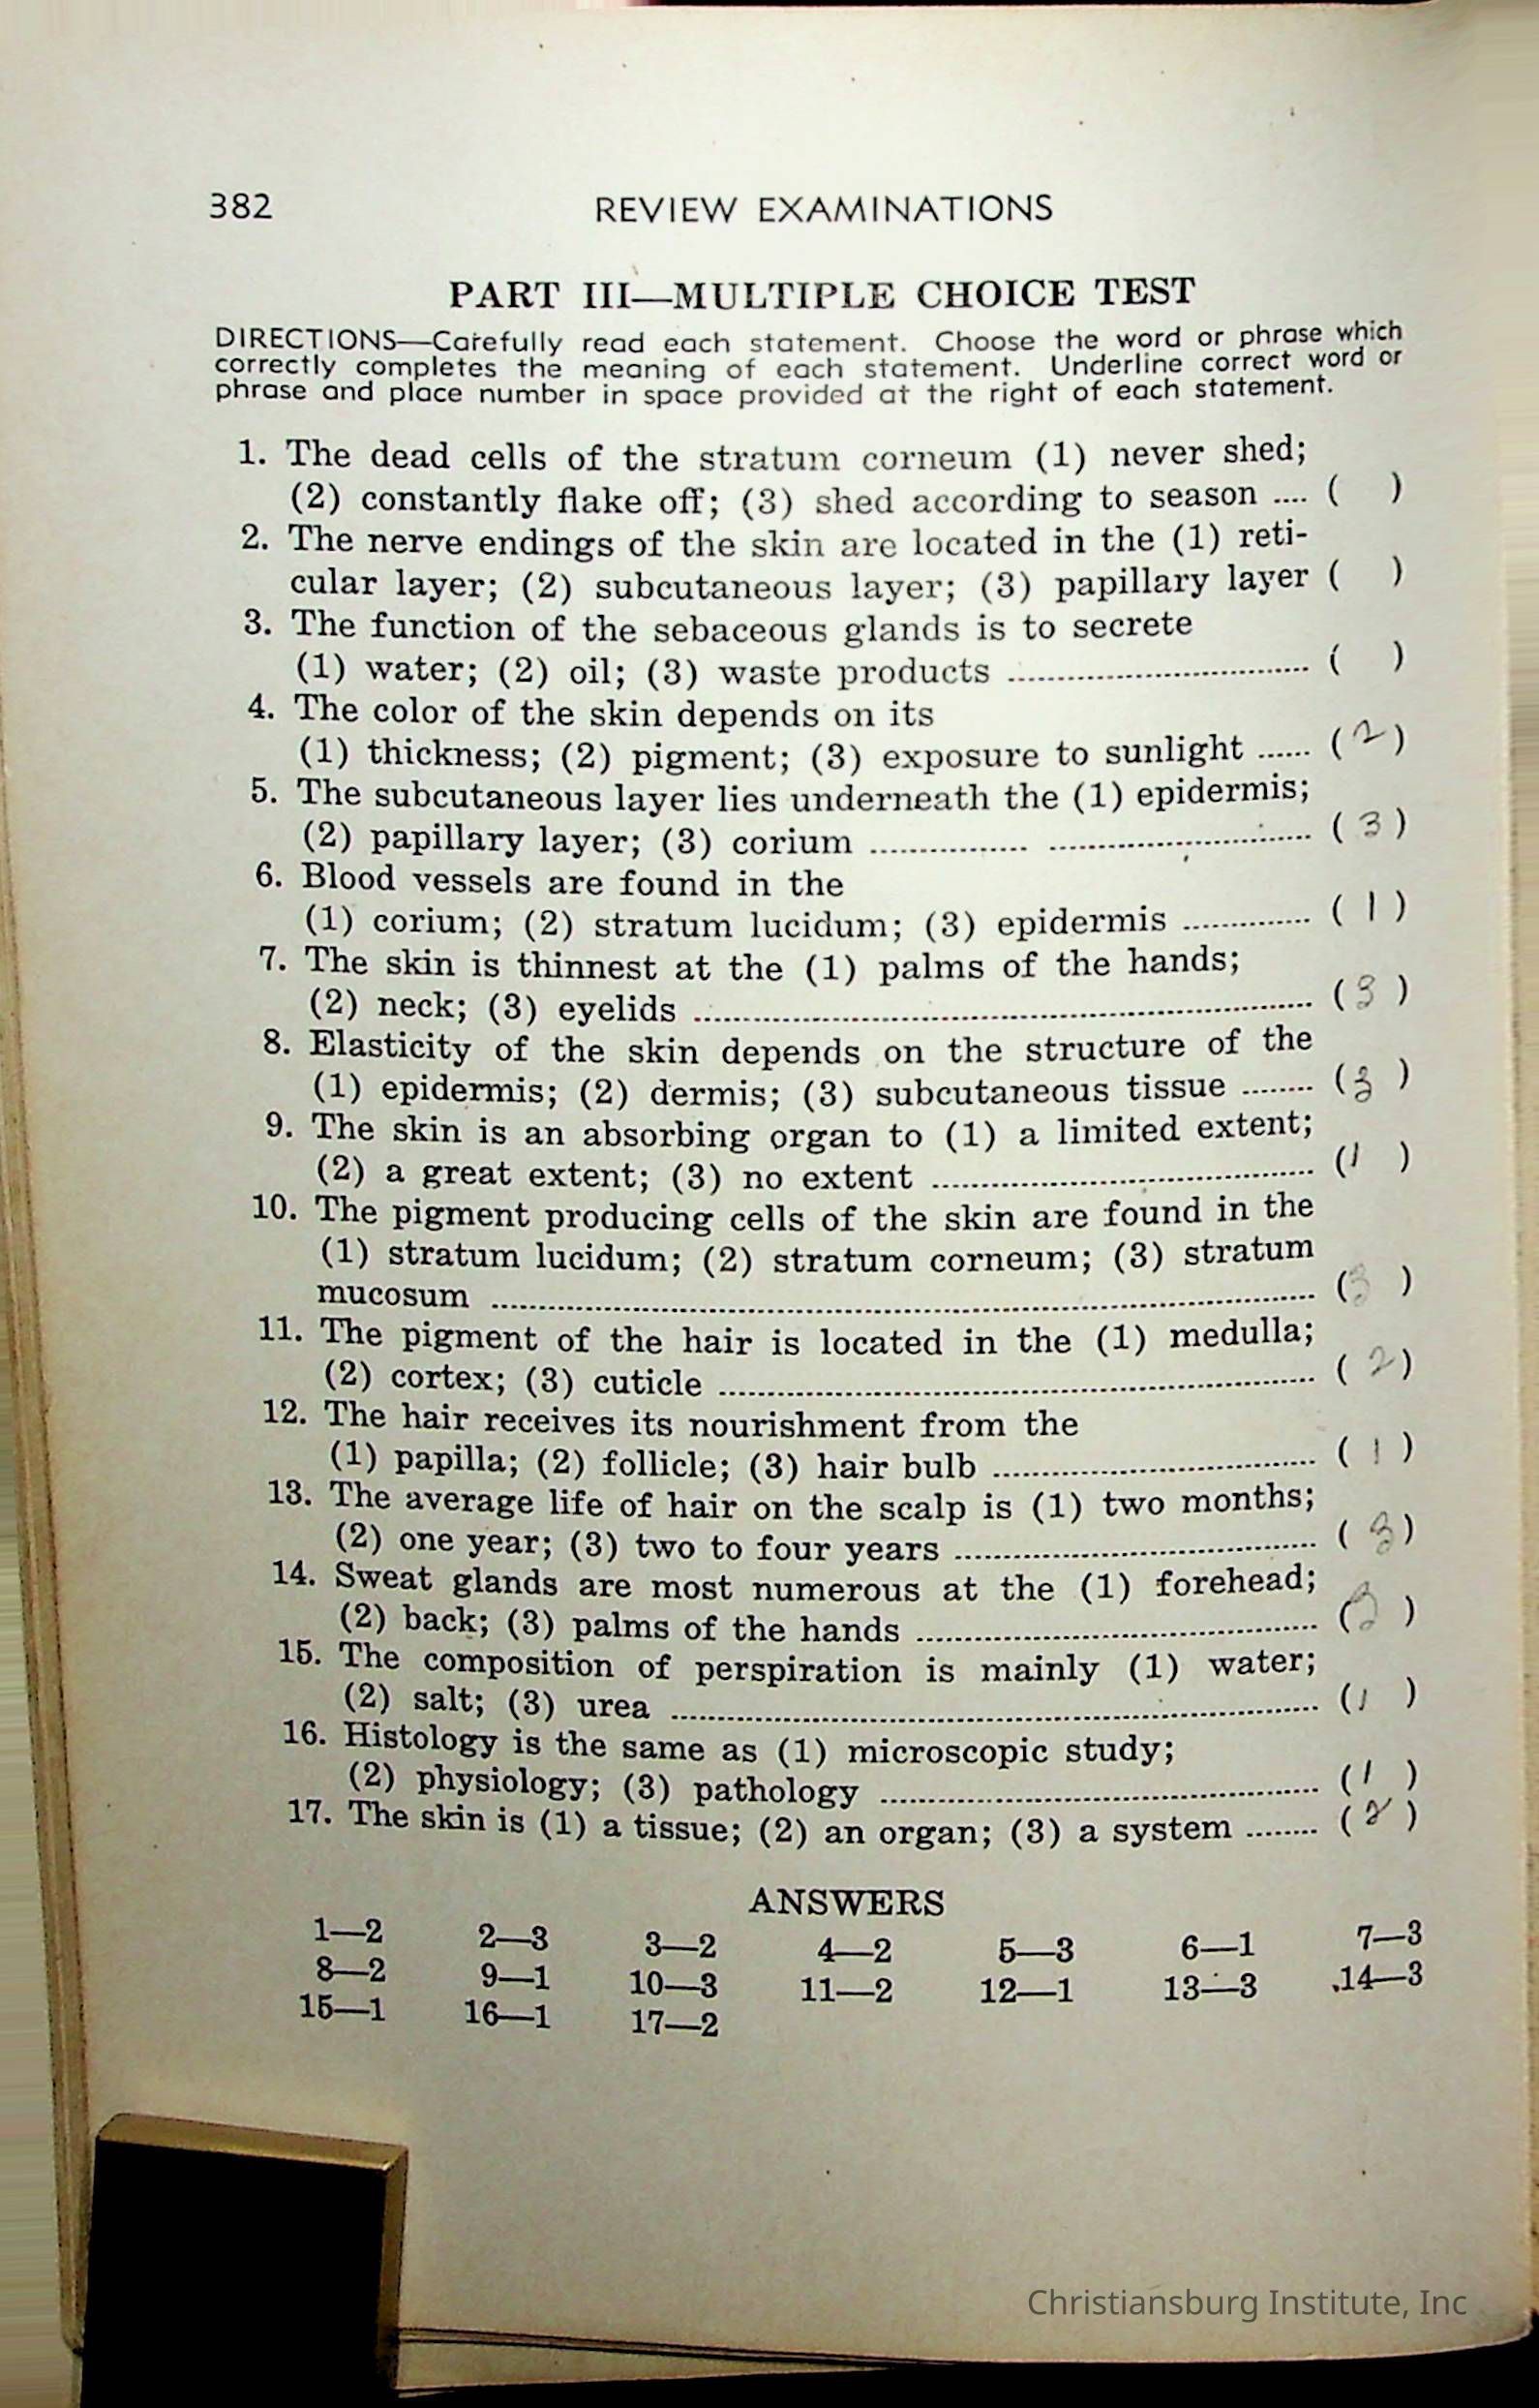 382 REVIEW EXAMINATIONS
PART III—MULTIPLE CHOICE TEST
DIRECTIONS—Carefully read each statement. Choose the word or phrase which
correctly completes the meaning of each statement. Underline correct word or
phrase and place number in space provided at the right of each statement.
1. The dead cells of the stratum corneum (1) never shed;
(2) constantly flake off; (3) shed according to season .... ( )
2. The nerve endings of the skin are located in the (1) reti-
cular layer; (2) subcutaneous layer; (3) papillary layer ( )
3. The function of the sebaceous glands is to secrete
(1) water; (2) oil; (3) waste products .............................. ( )
4. The color of the skin depends on its
(1) thickness; (2) pigment; (3) exposure to sunlight ...... (2)
5. The subcutaneous layer lies underneath the (1) epidermis;
(2) papillary layer; (3) corium ................ .......................... (3)
6. Blood vessels are found in the
(1) corium; (2) stratum lucidum; (3) epidermis ............. (1)
7. The skin is thinnest at the (1) palms of the hands;
(2) neck; (3) eyelids .............................................................. (3)
8. Elasticity of the skin depends on the structure of the
(1) epidermis; (2) dermis; (3) subcutaneous tissue ........ (3)
9. The skin is an absorbing organ to (1) a limited extent;
(2) a great extent; (3) no extent ...................................... (1)
10. The pigment producing cells of the skin are found in the
(1) stratum lucidum; (2) stratum corneum; (3) stratum
mucosum .................................................................................. (3)
11. The pigment of the hair is located in the (1) medulla;
(2) cortex; (3) cuticle ............................................................ (2)
12. The hair receives its nourishment from the
(1) papilla; (2) follicle; (3) hair bulb ................................ (1)
13. The average life of hair on the scalp is (1) two months;
(2) one year; (3) two to four years .................................... (3)
14. Sweat glands are most numerous at the (1) forehead;
(2) back; (3) palms of the hands ........................................ ( )
15. The composition of perspiration is mainly (1) water;
(2) salt; (3) urea ................................................................. (1)
16. Histology is the same as (1) microscopic study;
(2) physiology; (3) pathology ............................................ (1)
17. The skin is (1) a tissue; (2) an organ; (3) a system ........ (2)
ANSWERS
1—2 2—3 3—2 4—2 5—3 6—1 7—3
8—2 9—1 10—3 11—2 12—1 13—3 14—3
15—1 16—1 17—2
Christiansburg Institute, Inc